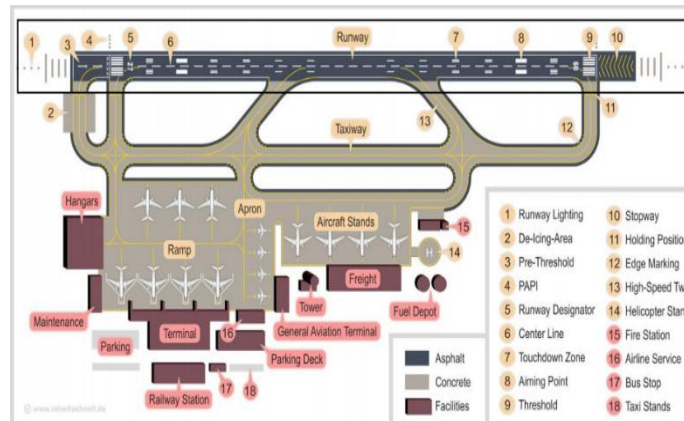 Runway
1
2
3
4
5
6
7
8
9
10
11
12
13
Taxiway
Hangars
Apron
Aircraft Stands
Ramp
15
14
H
Maintenance
Tower
Freight
Fuel Depot
Terminal
16
General Aviation Terminal
Parking
Parking Deck
Railway Station
17
18
Asphalt
Concrete
Facilities
1 Runway Lighting
2 De-Icing-Area
3 Pre-Threshold
4 PAPI
5 Runway Designator
6 Center Line
7 Touchdown Zone
8 Aiming Point
9 Threshold
10 Stopway
11 Holding Position
12 Edge Marking
13 High-Speed Tw
14 Helicopter Stan
15 Fire Station
16 Airline Service
17 Bus Stop
18 Taxi Stands